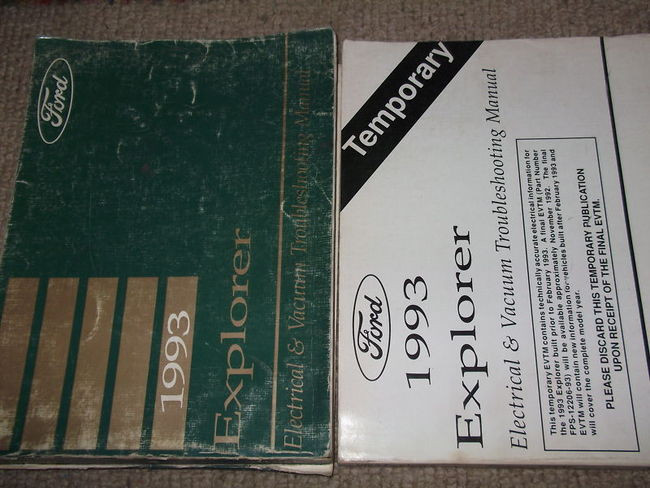 Ford
1993
Explorer
Electrical & Vacuum Troubleshooting Manual
Temporary
Ford
1993
Explorer
Electrical & Vacuum Troubleshooting Manual
This temporary EVTM contains technically accurate electrical information for
the 1993 Explorer built prior to February 1993. A final EVTM (Part Number
FPS-12206-93) will be available approximately November 1992. The final
EVTM will contain new information for vehicles built after February 1993 and
will cover the complete model year.
PLEASE DISCARD THIS TEMPORARY PUBLICATION
UPON RECEIPT OF THE FINAL EVTM.